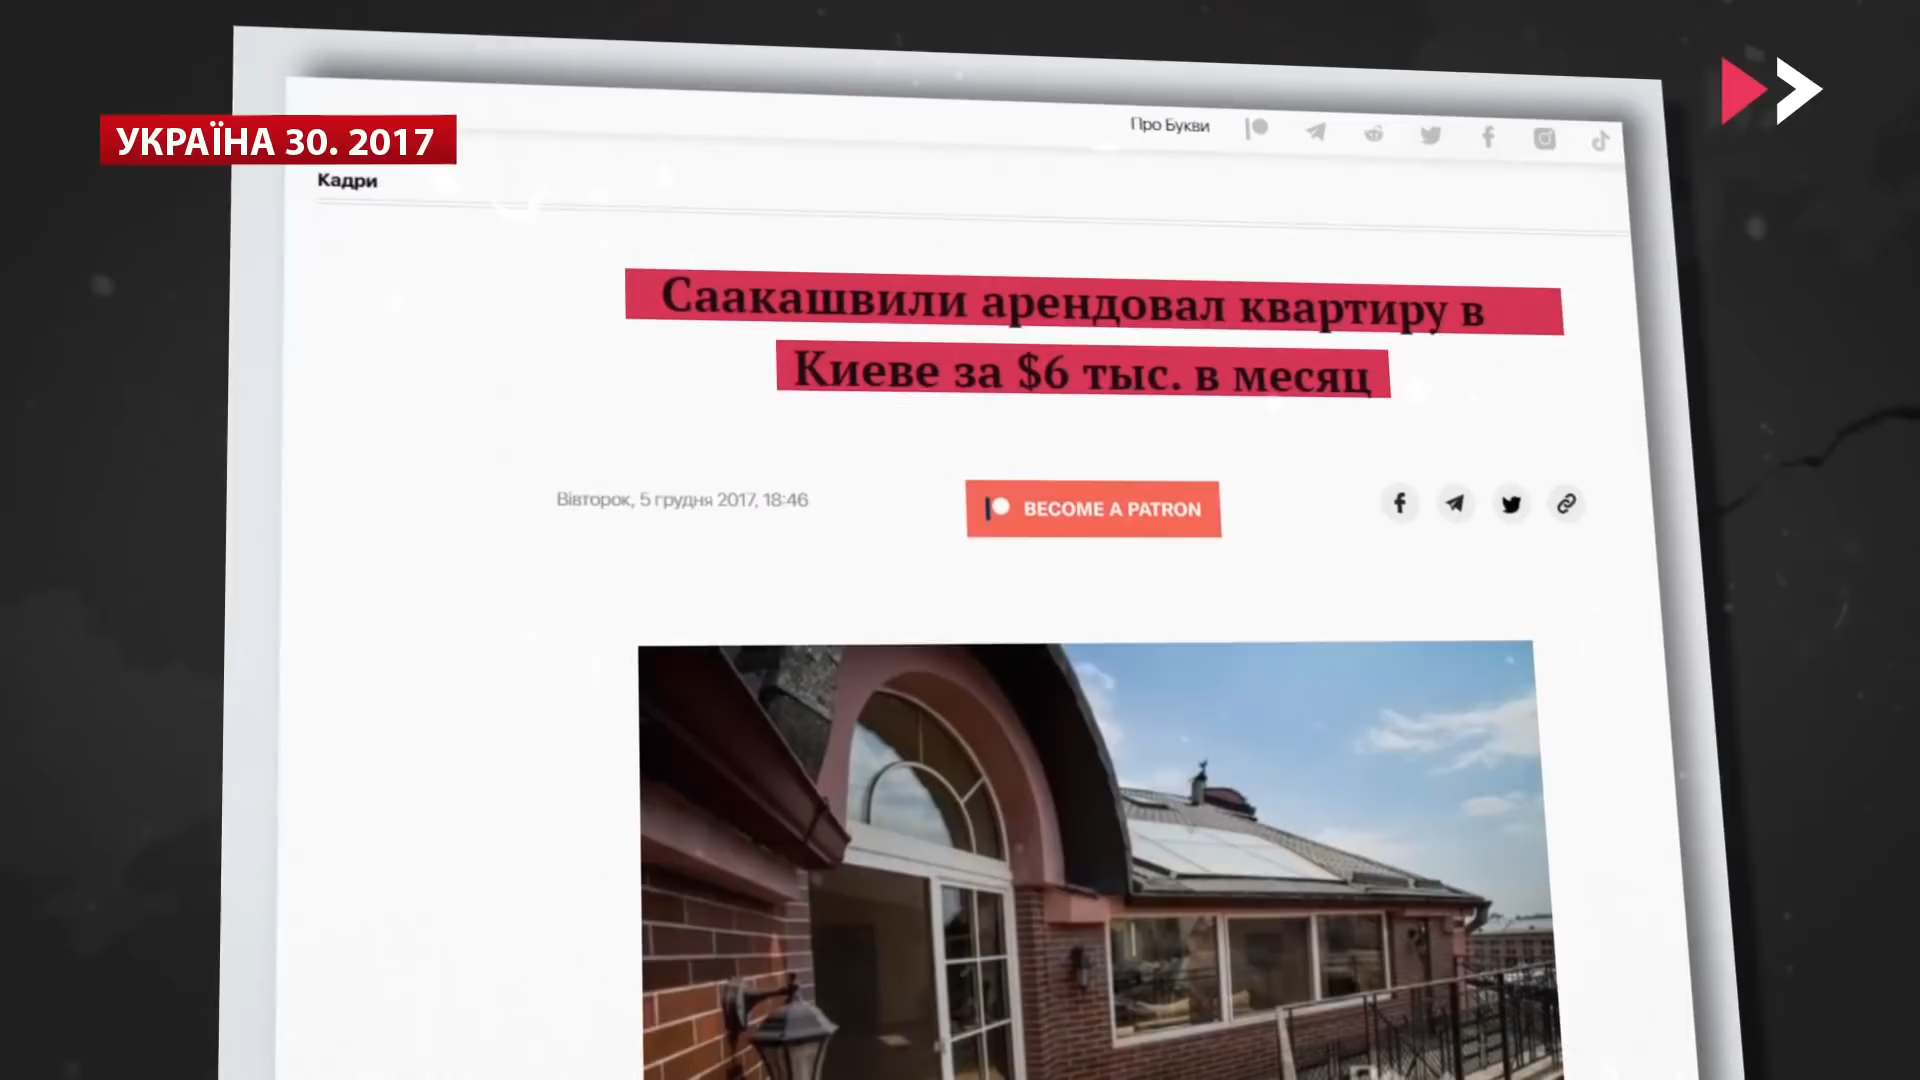 УКРАЇНА 30. 2017
Про Букви
Кадри
Саакашвили арендовал квартиру в
Киеве за $6 тыс. в месяц
Вівторок, 5 грудня 2017, 18:46
BECOME A PATRON